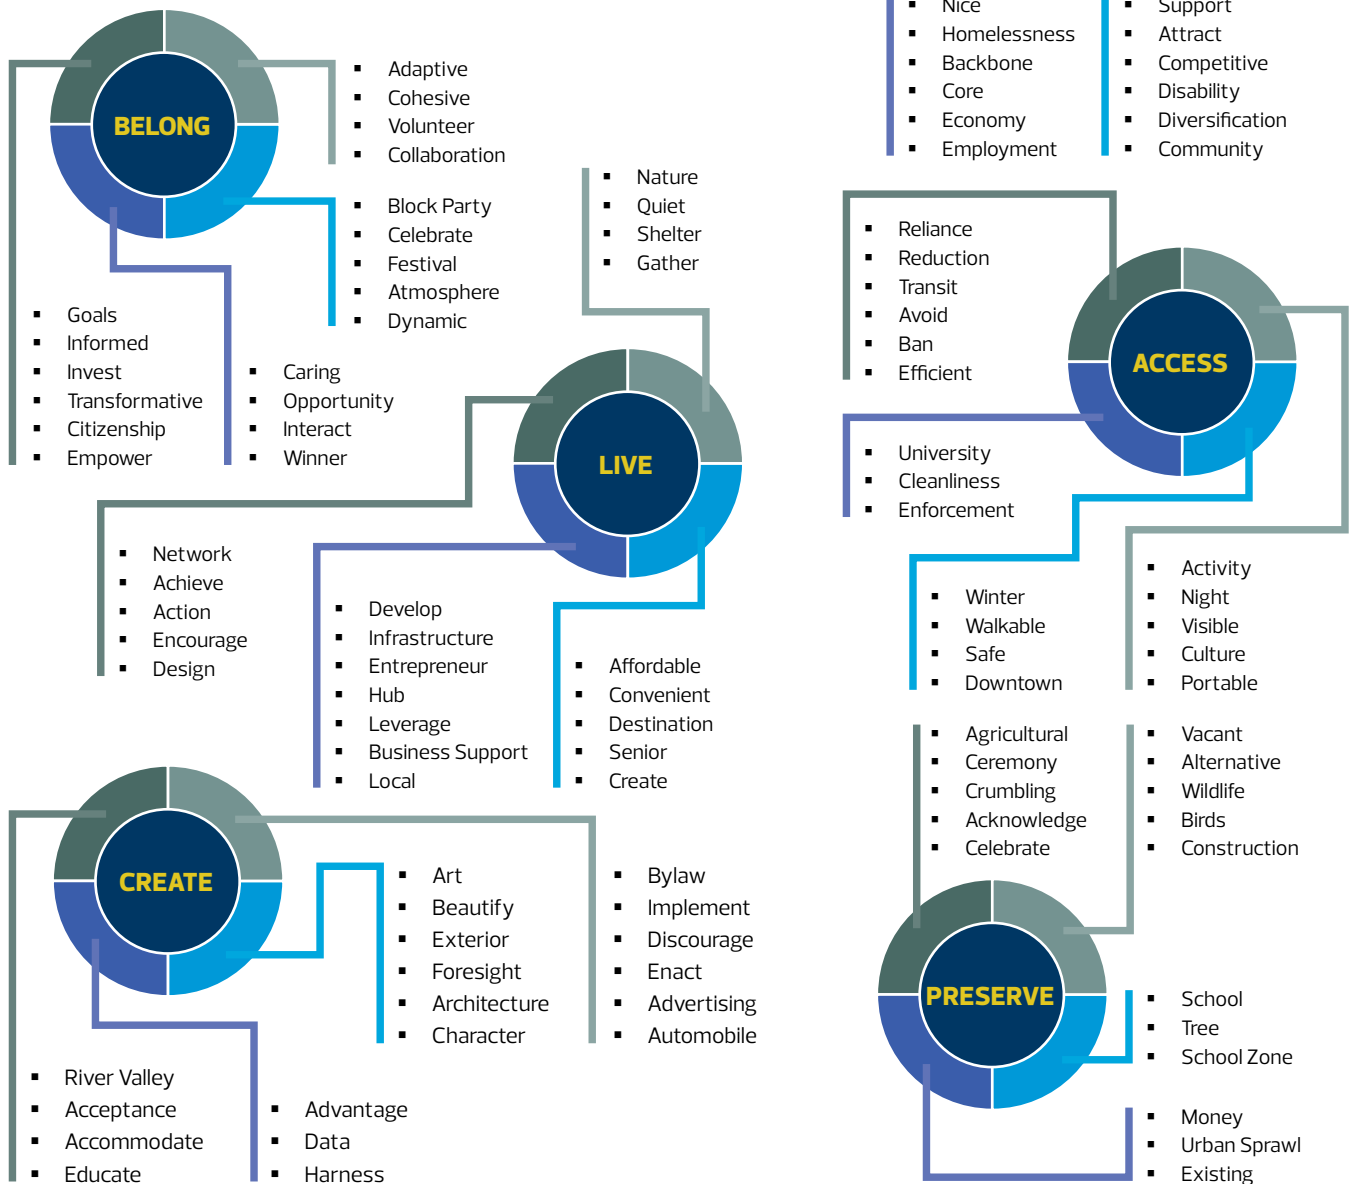 BELONG
Adaptive
Cohesive
Volunteer
Collaboration
Block Party
Celebrate
Festival
Atmosphere
Dynamic
Goals
Informed
Invest
Transformative
Citizenship
Empower
Caring
Opportunity
Interact
Winner
Nature
Quiet
Shelter
Gather
LIVE
Network
Achieve
Action
Encourage
Design
Develop
Infrastructure
Entrepreneur
Hub
Leverage
Business Support
Local
Affordable
Convenient
Destination
Senior
Create
CREATE
Art
Beautify
Exterior
Foresight
Architecture
Character
Bylaw
Implement
Discourage
Enact
Advertising
Automobile
River Valley
Acceptance
Accommodate
Educate
Advantage
Data
Harness
Nice
Homelessness
Backbone
Core
Economy
Employment
Support
Attract
Competitive
Disability
Diversification
Community
Reliance
Reduction
Transit
Avoid
Ban
Efficient
ACCESS
University
Cleanliness
Enforcement
Winter
Walkable
Safe
Downtown
Activity
Night
Visible
Culture
Portable
Agricultural
Ceremony
Crumbling
Acknowledge
Celebrate
Vacant
Alternative
Wildlife
Birds
Construction
PRESERVE
School
Tree
School Zone
Money
Urban Sprawl
Existing